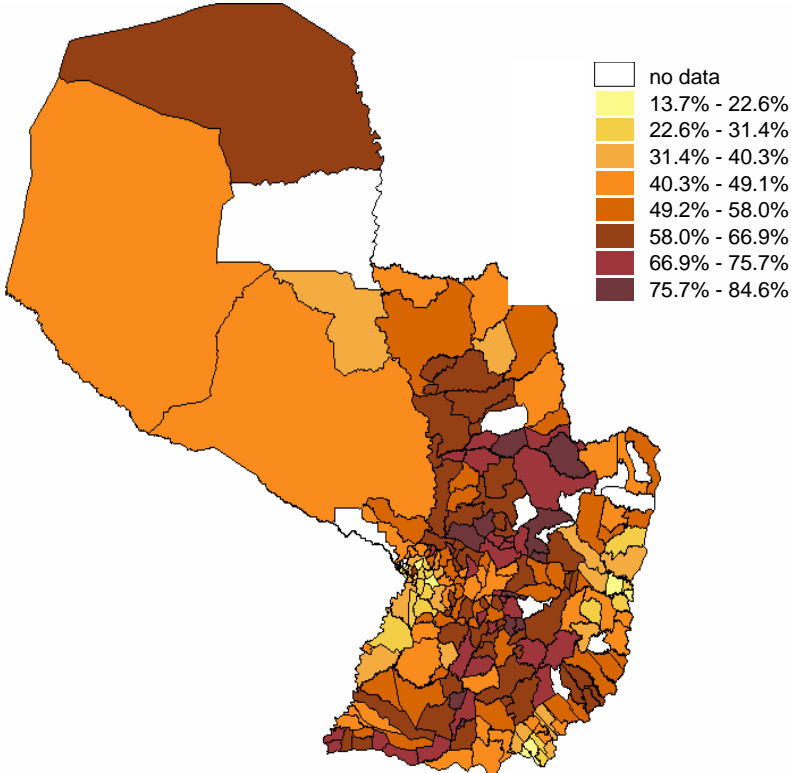 no data
13.7% - 22.6%
22.6% - 31.4%
31.4% - 40.3%
40.3% - 49.1%
49.2% - 58.0%
58.0% - 66.9%
66.9% - 75.7%
75.7% - 84.6%